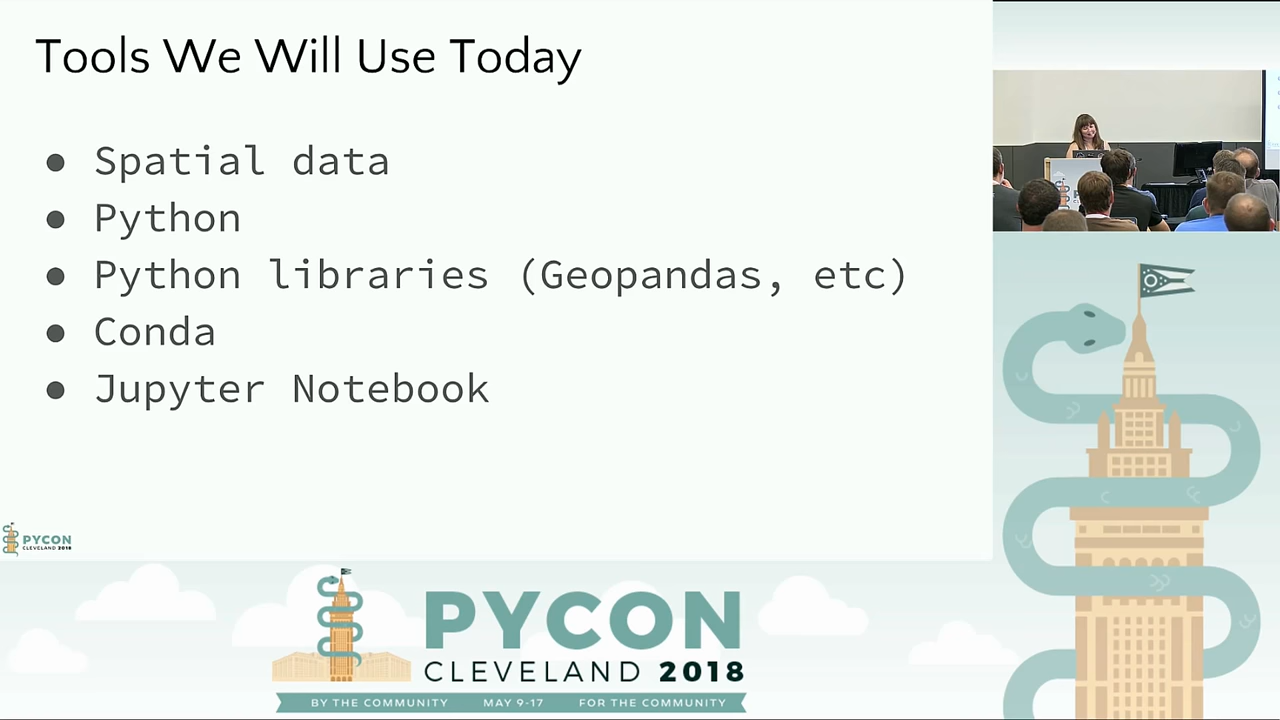 Tools We Will Use Today
● Spatial data
● Python
● Python libraries (Geopandas, etc)
● Conda
● Jupyter Notebook
PYCON
CLEVELAND 2018
PYCON
CLEVELAND 2018
BY THE COMMUNITY MAY 9-17 FOR THE COMMUNITY